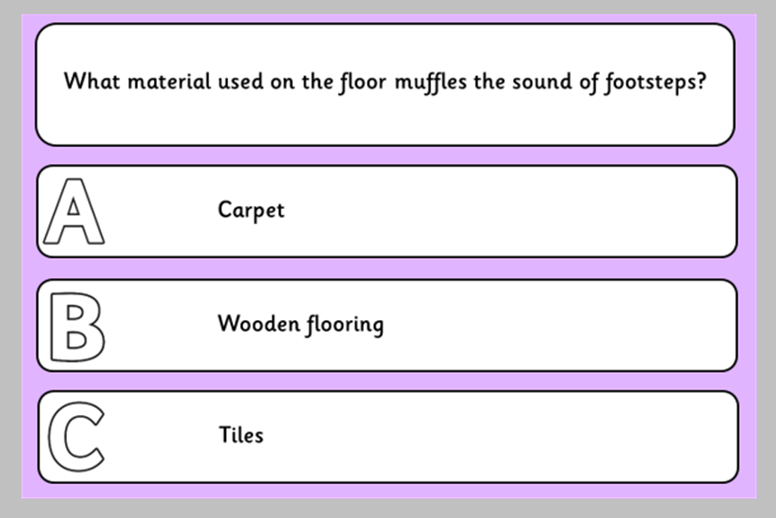 What material used on the floor muffles the sound of footsteps?
A Carpet
B Wooden flooring
C Tiles